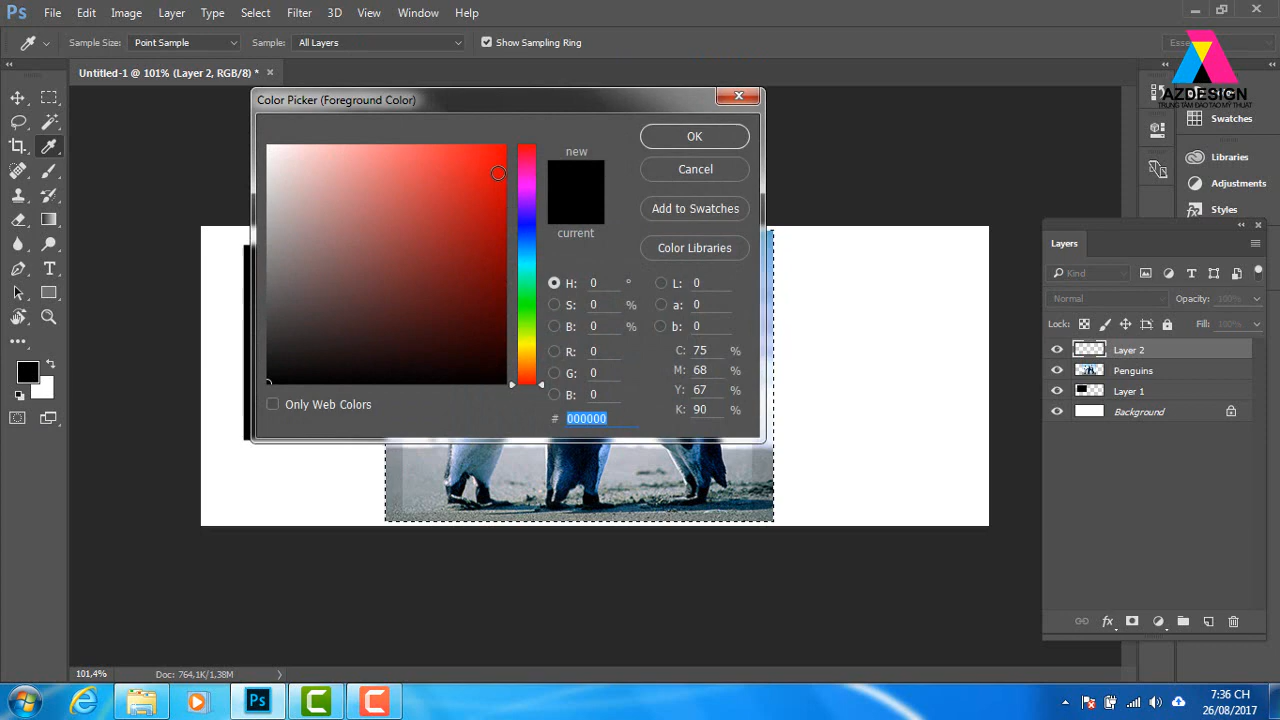 Ps File Edit Image Layer Type Select Filter 3D View Window Help
Sample Size: Point Sample Sample: All Layers Show Sampling Ring
Untitled-1 @ 101% (Layer 2, RGB/8) * ×
AZDESIGN
TRUNG TÂM ĐÀO TẠO MỸ THUẬT
Swatches
Libraries
Adjustments
Styles
Color Picker (Foreground Color)
OK
new
Cancel
Add to Swatches
current
Color Libraries
H: 0 ° L: 0
S: 0 % a: 0
B: 0 % b: 0
R: 0 C: 75 %
G: 0 M: 68 %
B: 0 Y: 67 %
K: 90 %
# 000000
Only Web Colors
Layers
Kind
Normal Opacity: 100%
Lock: Fill: 100%
Layer 2
Penguins
Layer 1
Background
101,4% Doc: 764,1K/1,38M
Ps
7:36 CH
26/08/2017